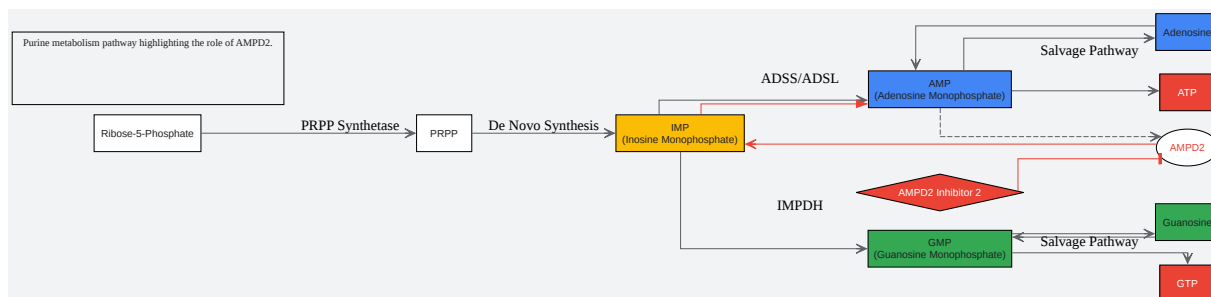 Purine metabolism pathway highlighting the role of AMPD2.
Adenosine
Salvage Pathway
ADSS/ADSL
AMP
(Adenosine Monophosphate)
ATP
Ribose-5-Phosphate
PRPP Synthetase
PRPP
De Novo Synthesis
IMP
(Inosine Monophosphate)
AMPD2
AMPD2 Inhibitor 2
IMPDH
Guanosine
GMP
(Guanosine Monophosphate)
Salvage Pathway
GTP